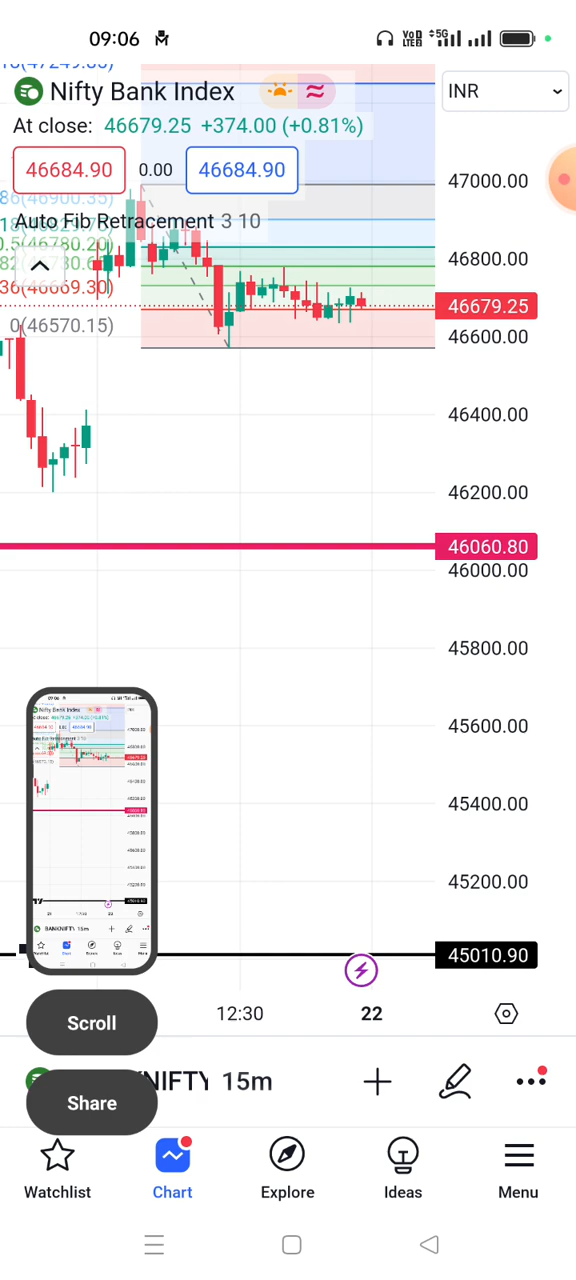 09:06
5G
Nifty Bank Index
INR
At close: 46679.25 +374.00 (+0.81%)
46684.90 0.00 46684.90
47000.00
Auto Fib Retracement 3 10
46800.00
46679.25
0(46570.15)
46600.00
46400.00
46200.00
46060.80
46000.00
45800.00
45600.00
45400.00
45200.00
45010.90
12:30 22
Scroll
NIFTY 15m
Share
Watchlist Chart Explore Ideas Menu